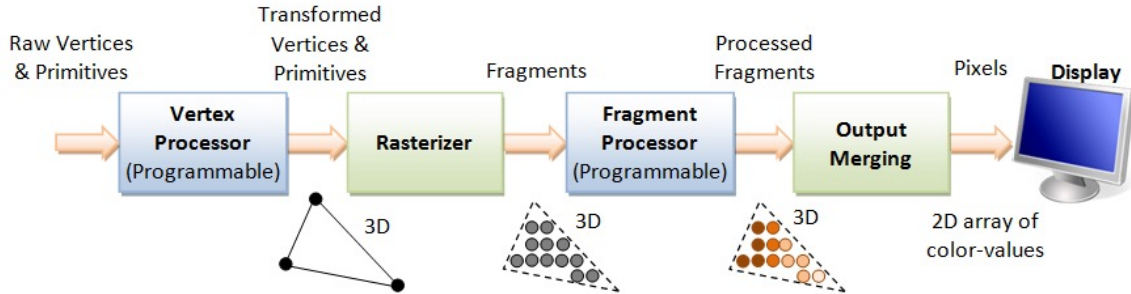 Raw Vertices
& Primitives
Transformed
Vertices &
Primitives
Fragments
Processed
Fragments
Pixels
Display
Vertex
Processor
(Programmable)
Rasterizer
Fragment
Processor
(Programmable)
Output
Merging
3D
3D
3D
2D array of
color-values